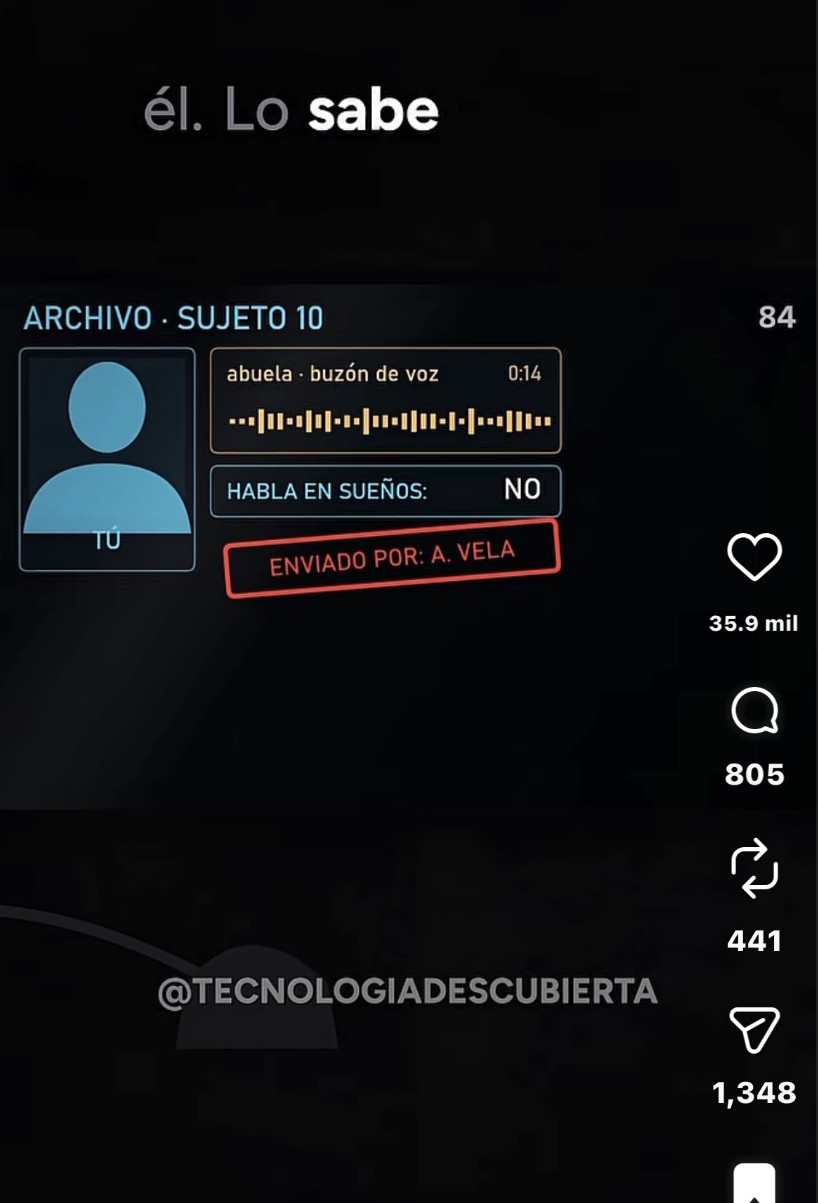 él. Lo sabe
ARCHIVO · SUJETO 10
84
abuela · buzón de voz 0:14
HABLA EN SUEÑOS: NO
TÚ
ENVIADO POR: A. VELA
35.9 mil
805
441
@TECNOLOGIADESCUBIERTA
1,348